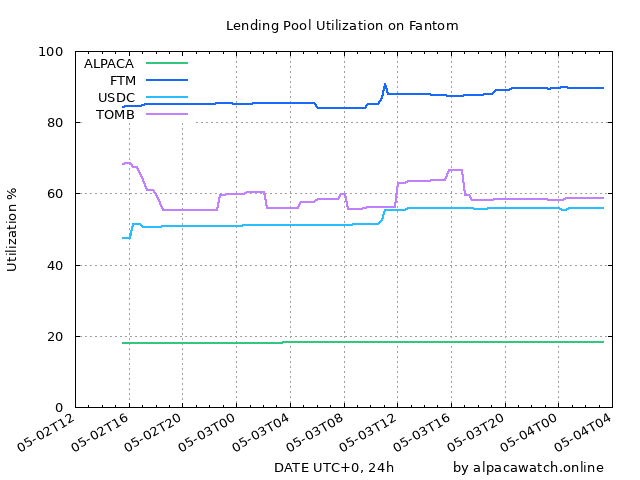 Lending Pool Utilization on Fantom
100
80
60
40
20
0
Utilization %
ALPACA
FTM
USDC
TOMB
05-02T12
05-02T16
05-02T20
05-03T00
05-03T04
05-03T08
05-03T12
05-03T16
05-03T20
05-04T00
05-04T04
DATE UTC+0, 24h
by alpacawatch.online